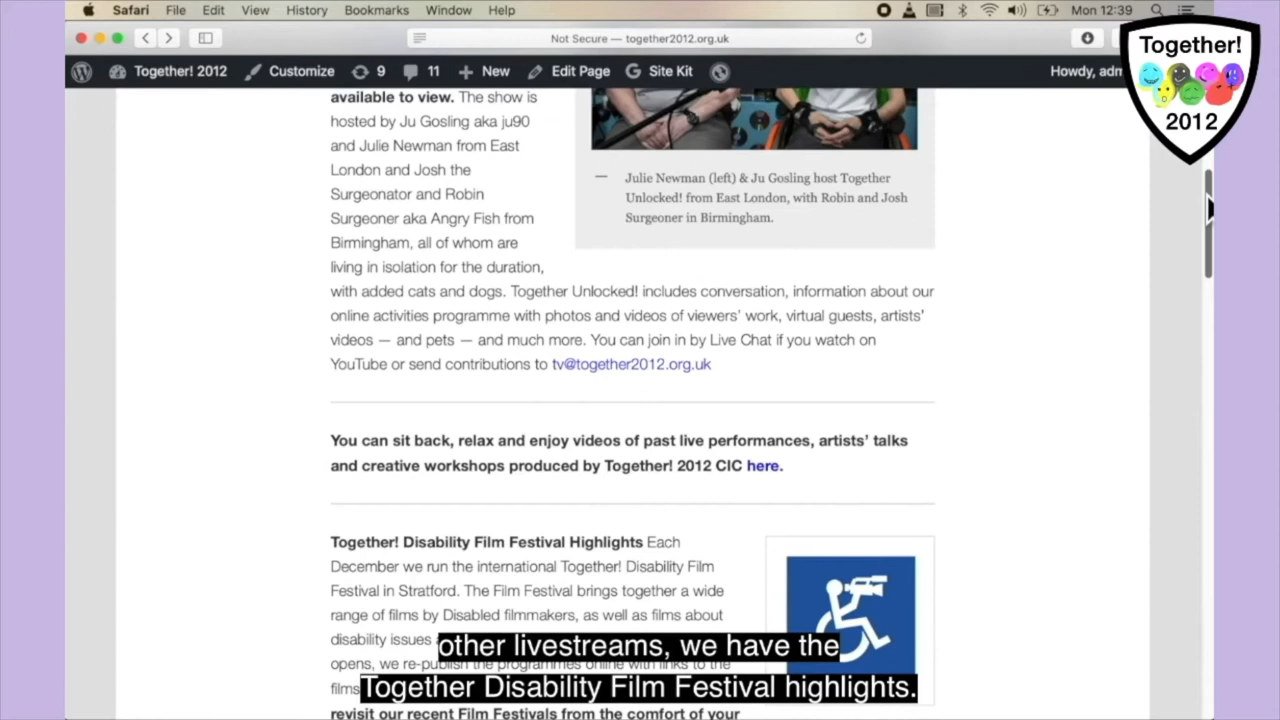 Safari File Edit View History Bookmarks Window Help Mon 12:39
Not Secure — together2012.org.uk
Together! 2012 Customize 9 11 New Edit Page Site Kit Howdy, adm
Together!
2012
available to view. The show is
hosted by Ju Gosling aka ju90
and Julie Newman from East
London and Josh the
Surgeonator and Robin
Surgeoner aka Angry Fish from
Birmingham, all of whom are
living in isolation for the duration,
— Julie Newman (left) & Ju Gosling host Together
Unlocked! from East London, with Robin and Josh
Surgeoner in Birmingham.
with added cats and dogs. Together Unlocked! includes conversation, information about our
online activities programme with photos and videos of viewers' work, virtual guests, artists'
videos — and pets — and much more. You can join in by Live Chat if you watch on
YouTube or send contributions to tv@together2012.org.uk
You can sit back, relax and enjoy videos of past live performances, artists' talks
and creative workshops produced by Together! 2012 CIC here.
Together! Disability Film Festival Highlights Each
December we run the international Together! Disability Film
Festival in Stratford. The Film Festival brings together a wide
range of films by Disabled filmmakers, as well as films about
disability issues
opens, we re-publish the programmes online with links to the
films
revisit our recent Film Festivals from the comfort of your
other livestreams, we have the
Together Disability Film Festival highlights.